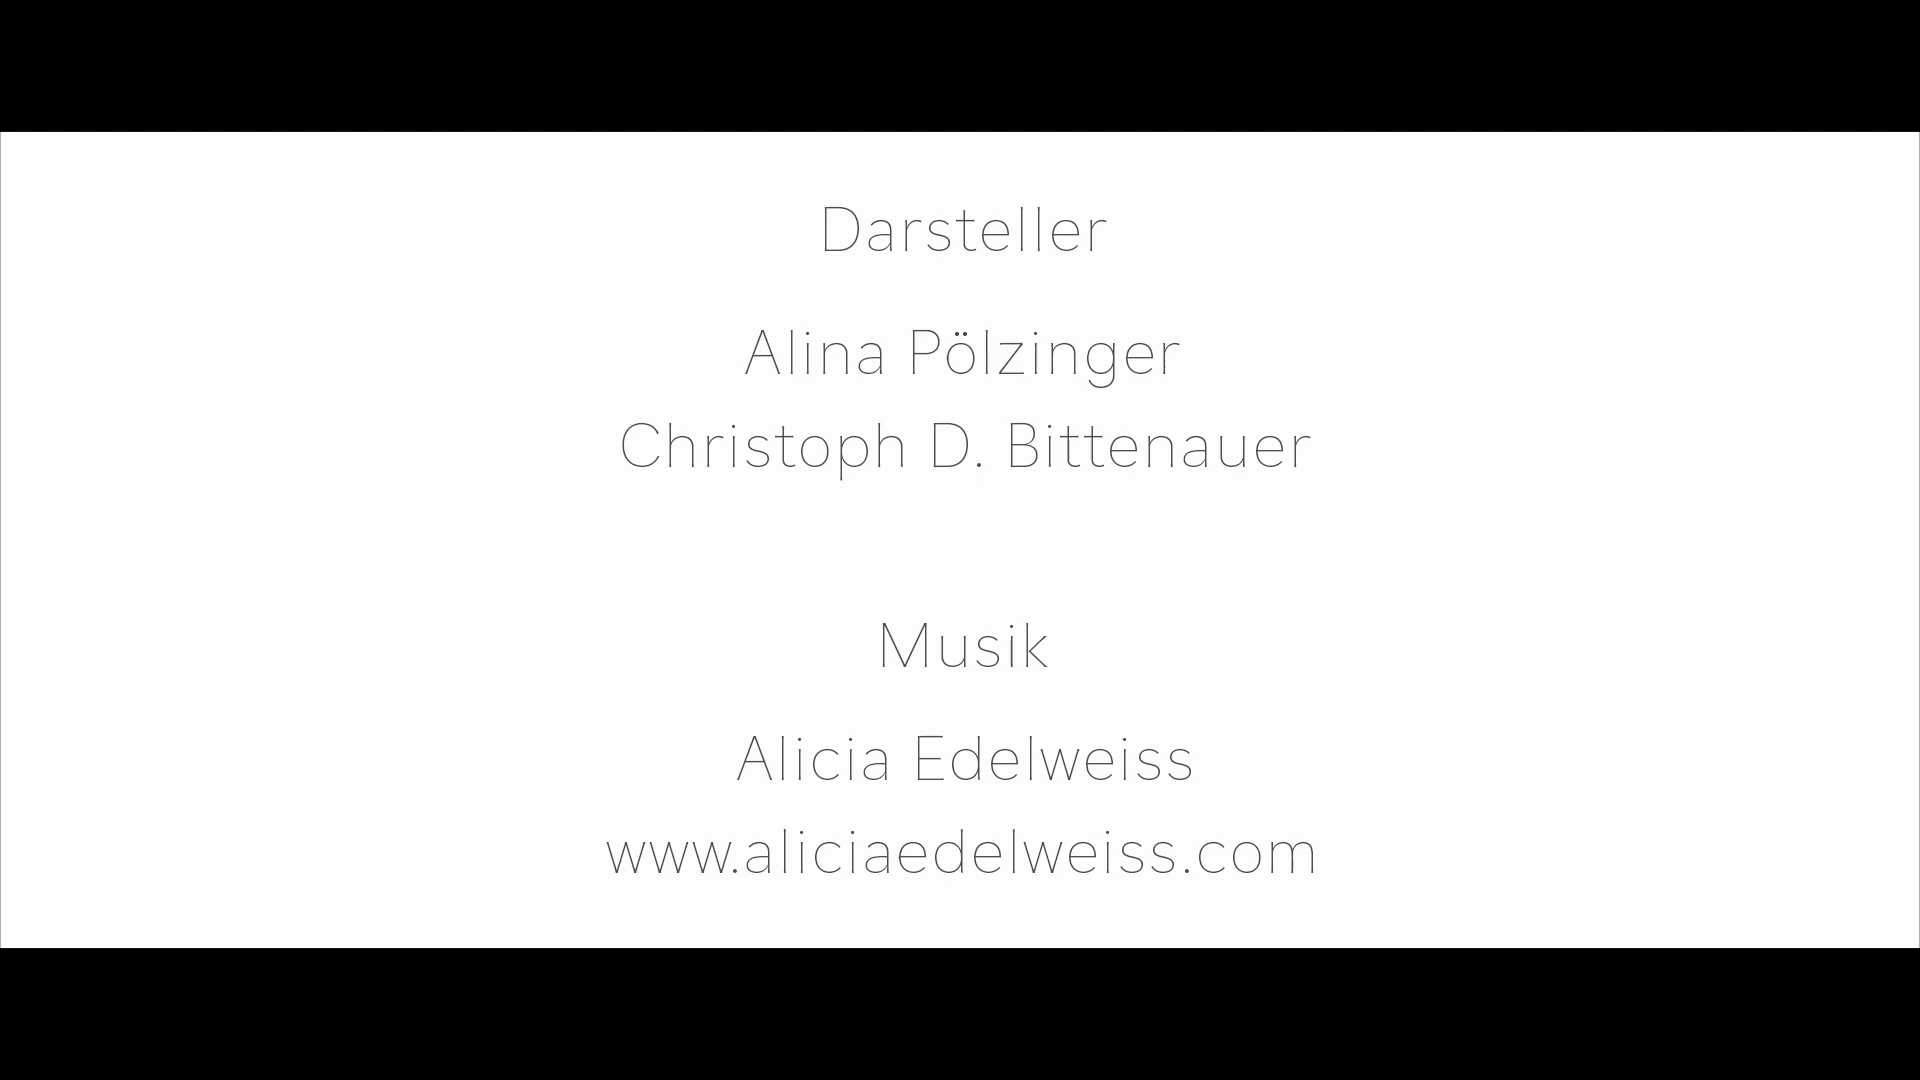 Darsteller
Alina Pölzinger
Christoph D. Bittenauer
Musik
Alicia Edelweiss
www.aliciaedelweiss.com